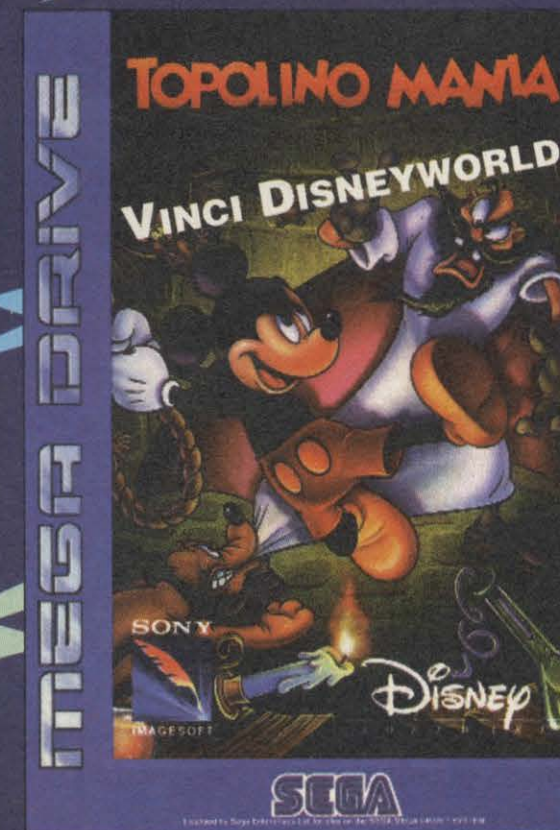 MEGA DRIVE
TOPOLINO MANIA
VINCI DISNEYWORLD
SONY
IMAGESOFT
DISNEY
SEGA